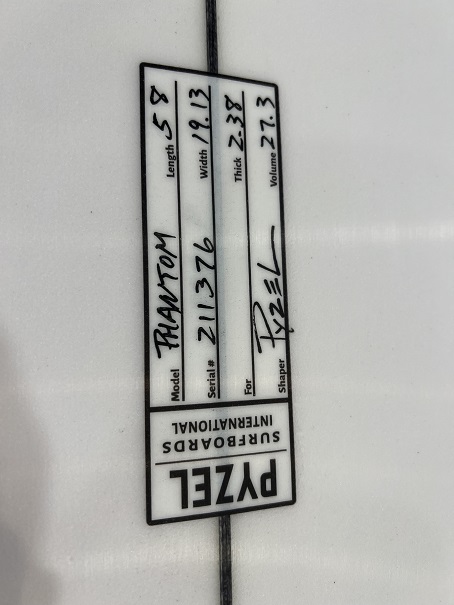 PYZEL
SURFBOARDS
INTERNATIONAL
Model PHANTOM Length 5 8
Serial # 211376 Width 19.13
For Thick 2.38
Shaper PYZEL Volume 27.3